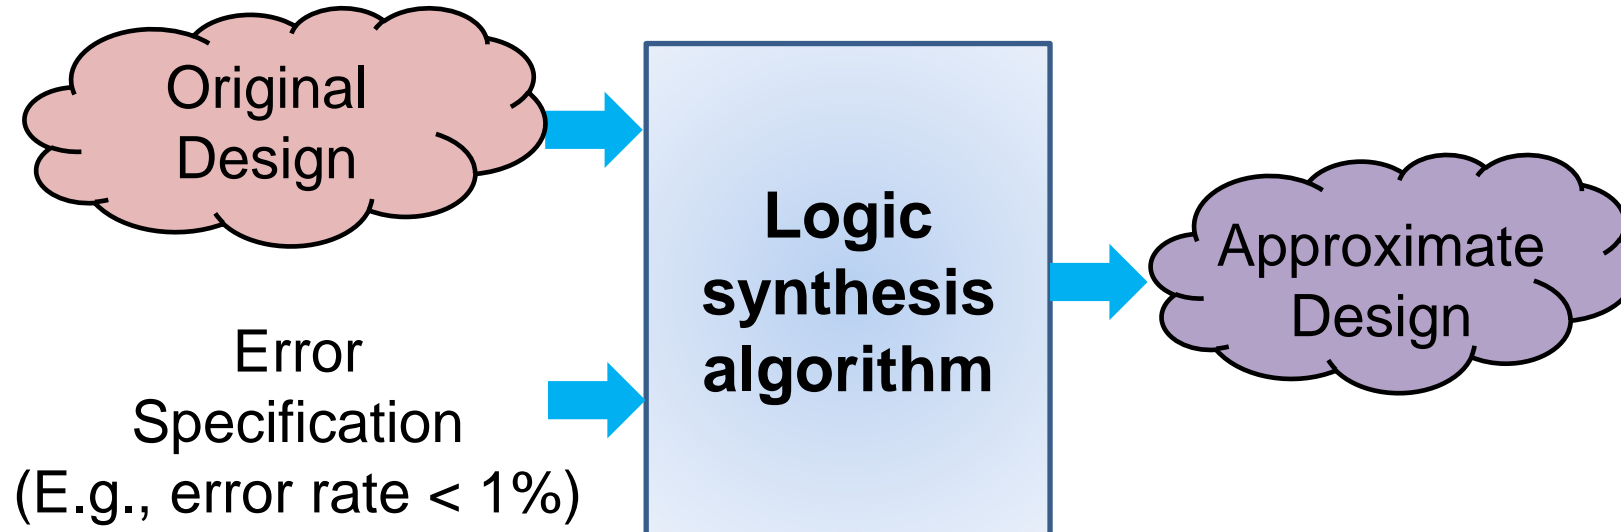 Original
Design
Error
Specification
(E.g., error rate < 1%)
Logic
synthesis
algorithm
Approximate
Design